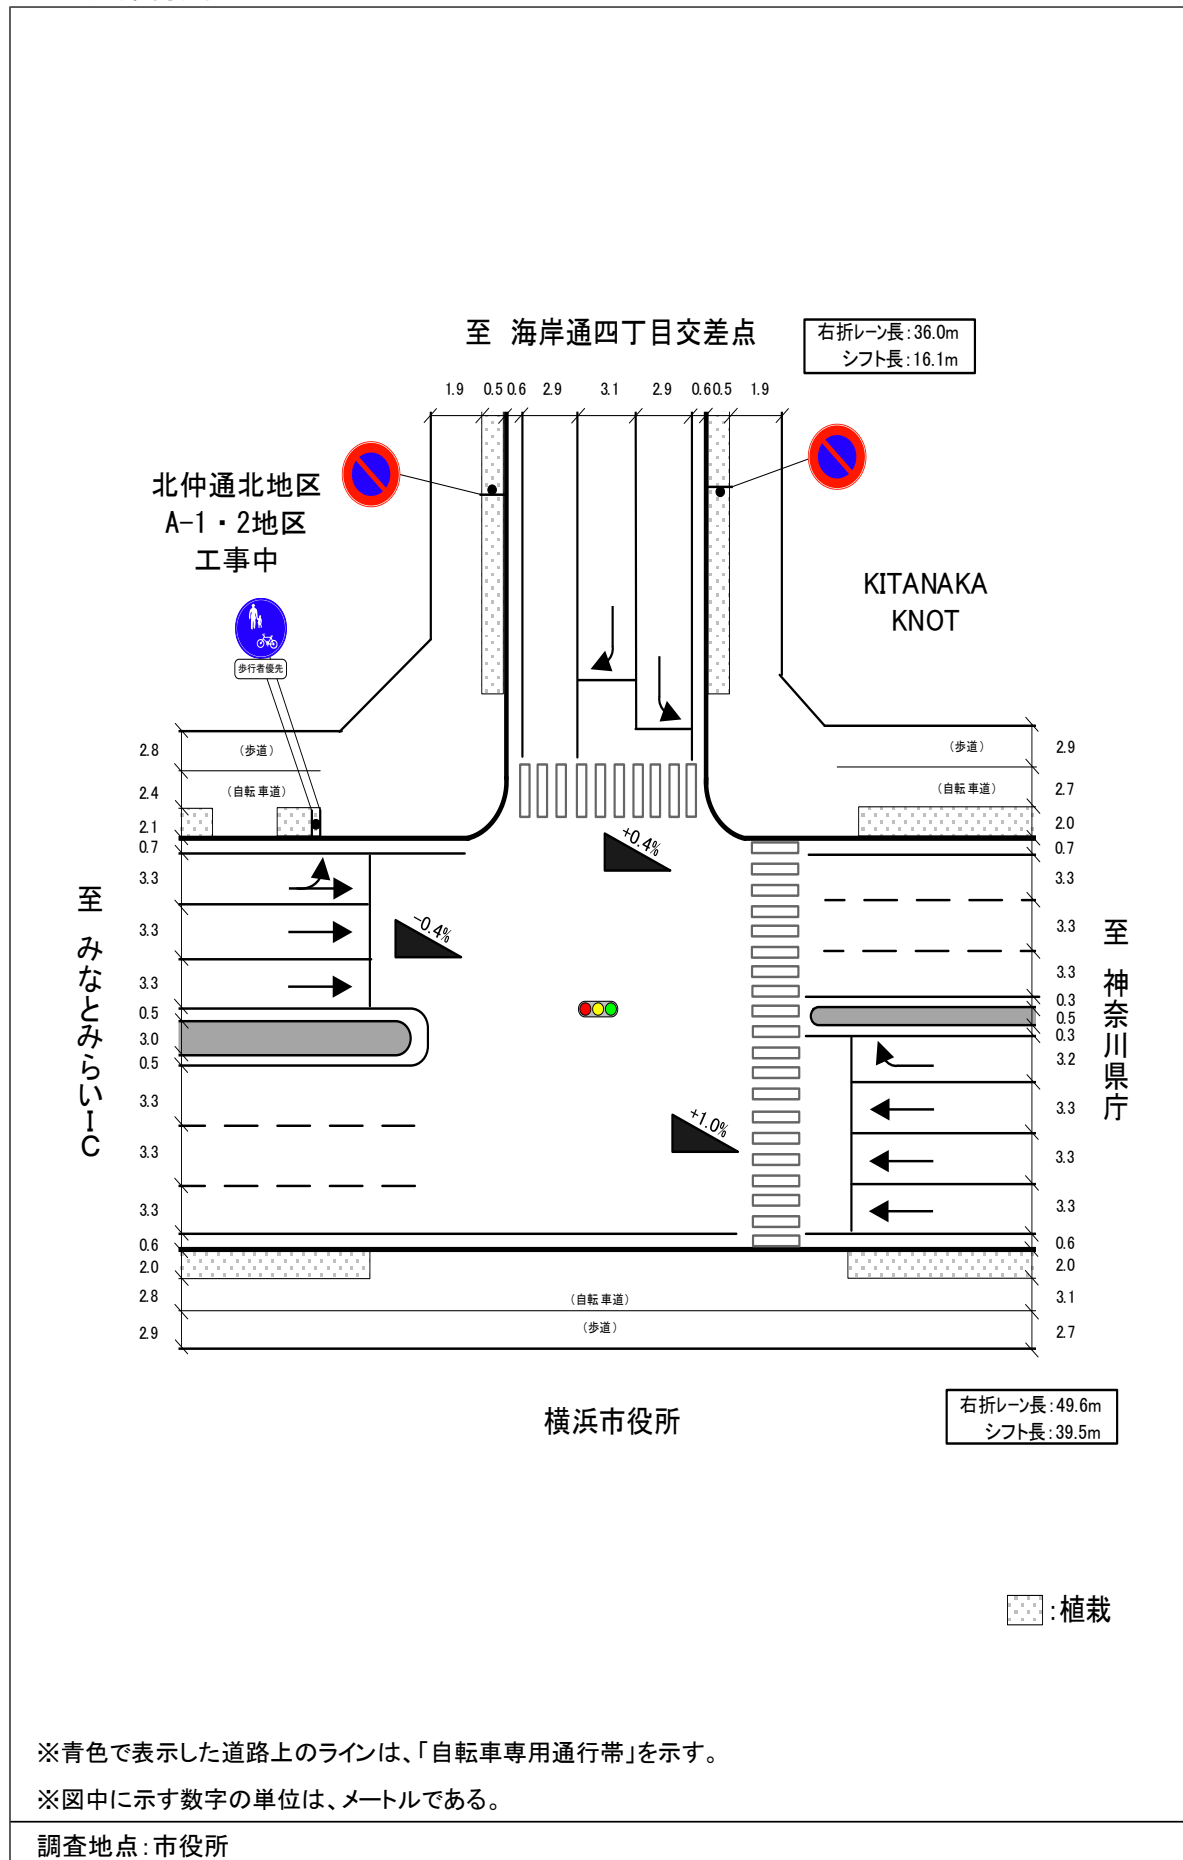 至 海岸通四丁目交差点
右折レーン長:36.0m
シフト長:16.1m
1.9 0.5 0.6 2.9 3.1 2.9 0.6 0.5 1.9
北仲通北地区
A-1・2地区
工事中
KITANAKA
KNOT
歩行者優先
2.8
2.4
2.1
0.7
3.3
3.3
3.3
0.5
3.0
0.5
3.3
3.3
3.3
0.6
2.0
2.8
2.9
(歩道)
(自転車道)
(歩道)
(自転車道)
2.9
2.7
2.0
0.7
3.3
3.3
3.3
0.3
0.5
0.3
3.2
3.3
3.3
3.3
0.6
2.0
3.1
2.7
+0.4%
-0.4%
+1.0%
至 みなとみらいIC
至 神奈川県庁
(自転車道)
(歩道)
横浜市役所
右折レーン長:49.6m
シフト長:39.5m
:植栽
※青色で表示した道路上のラインは、「自転車専用通行帯」を示す。
※図中に示す数字の単位は、メートルである。
調査地点:市役所